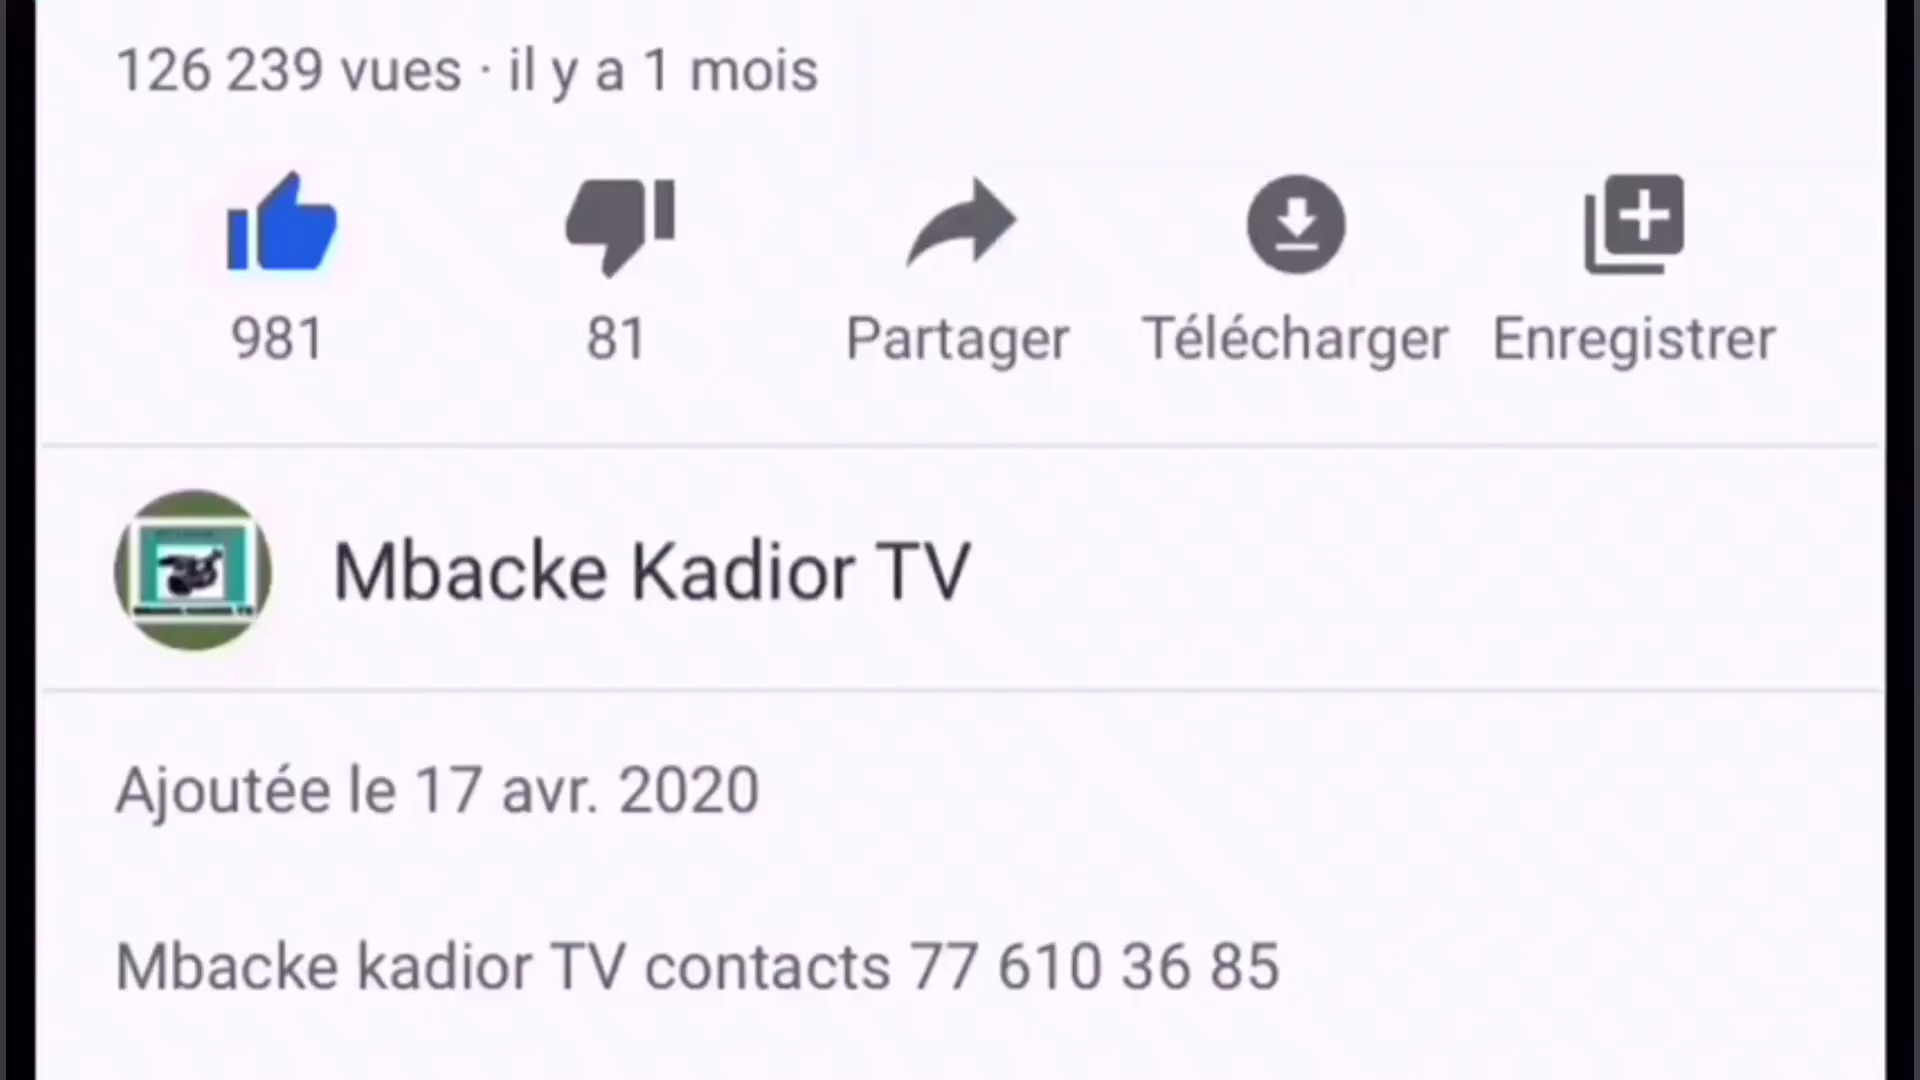 126 239 vues · il y a 1 mois
981 81 Partager Télécharger Enregistrer
Mbacke Kadior TV
Ajoutée le 17 avr. 2020
Mbacke kadior TV contacts 77 610 36 85